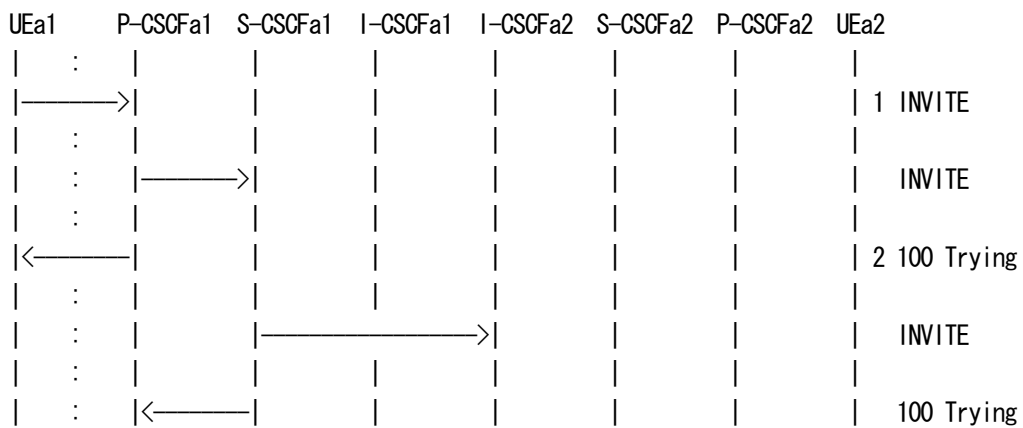 UEa1 P-CSCFa1 S-CSCFa1 I-CSCFa1 I-CSCFa2 S-CSCFa2 P-CSCFa2 UEa2
| : | | | | | | |
|-------->| | | | | | | 1 INVITE
| : | | | | | | |
| : |-------->| | | | | | INVITE
| : | | | | | | |
|<--------| | | | | | | 2 100 Trying
| : | | | | | | |
| : | |------------------>| | | | INVITE
| : | | | | | | |
| : |<--------| | | | | | 100 Trying